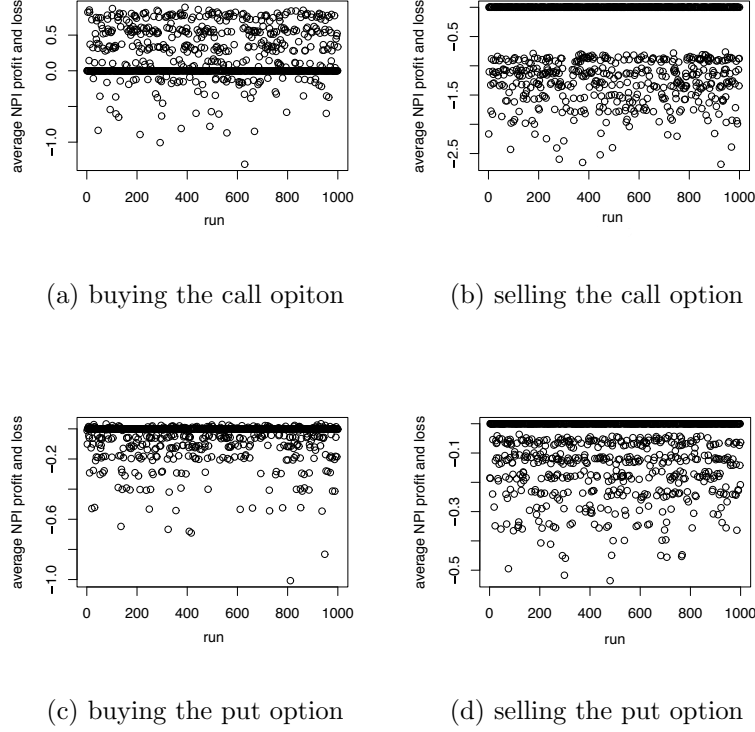 average NPI profit and loss
0.5
0.0
−1.0
0 200 400 600 800 1000
run
(a) buying the call opiton
average NPI profit and loss
−0.5
−1.5
−2.5
0 200 400 600 800 1000
run
(b) selling the call option
average NPI profit and loss
−0.2
−0.6
−1.0
0 200 400 600 800 1000
run
(c) buying the put option
average NPI profit and loss
−0.1
−0.3
−0.5
0 200 400 600 800 1000
run
(d) selling the put option